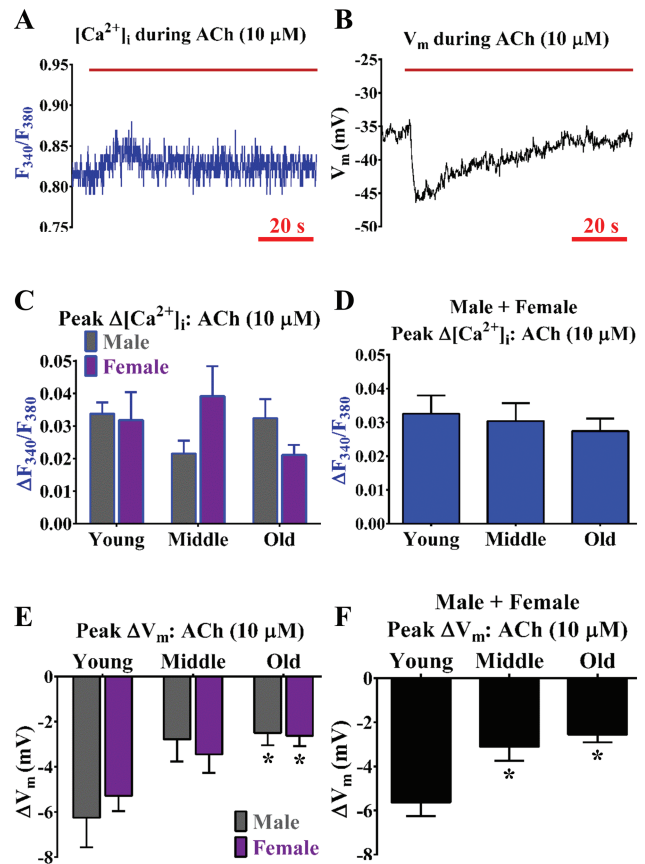 A
[Ca2+]i during ACh (10 μM)
0.95
0.90
0.85
0.80
0.75
F340/F380
20 s
B
Vm during ACh (10 μM)
-25
-30
-35
-40
-45
-50
Vm (mV)
20 s
C
Peak Δ[Ca2+]i: ACh (10 μM)
Male
Female
0.05
0.04
0.03
0.02
0.01
0.00
ΔF340/F380
Young Middle Old
D
Male + Female
Peak Δ[Ca2+]i: ACh (10 μM)
0.05
0.04
0.03
0.02
0.01
0.00
ΔF340/F380
Young Middle Old
E
Peak ΔVm: ACh (10 μM)
Young Middle Old
0
-2
-4
-6
-8
ΔVm (mV)
* *
Male
Female
F
Male + Female
Peak ΔVm: ACh (10 μM)
Young Middle Old
0
-2
-4
-6
-8
ΔVm (mV)
* *